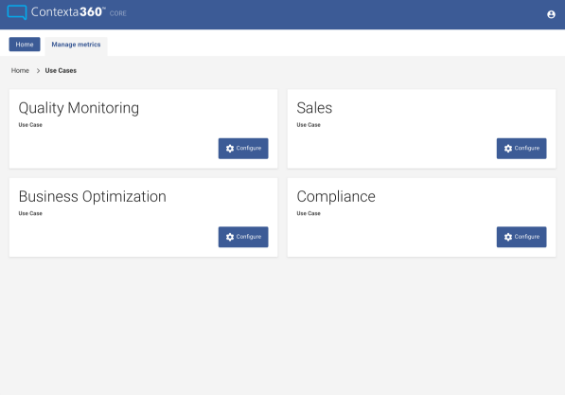 Contexta360™ CORE
Home Manage metrics
Home > Use Cases
Quality Monitoring
Use Case
Configure
Sales
Use Case
Configure
Business Optimization
Use Case
Configure
Compliance
Use Case
Configure